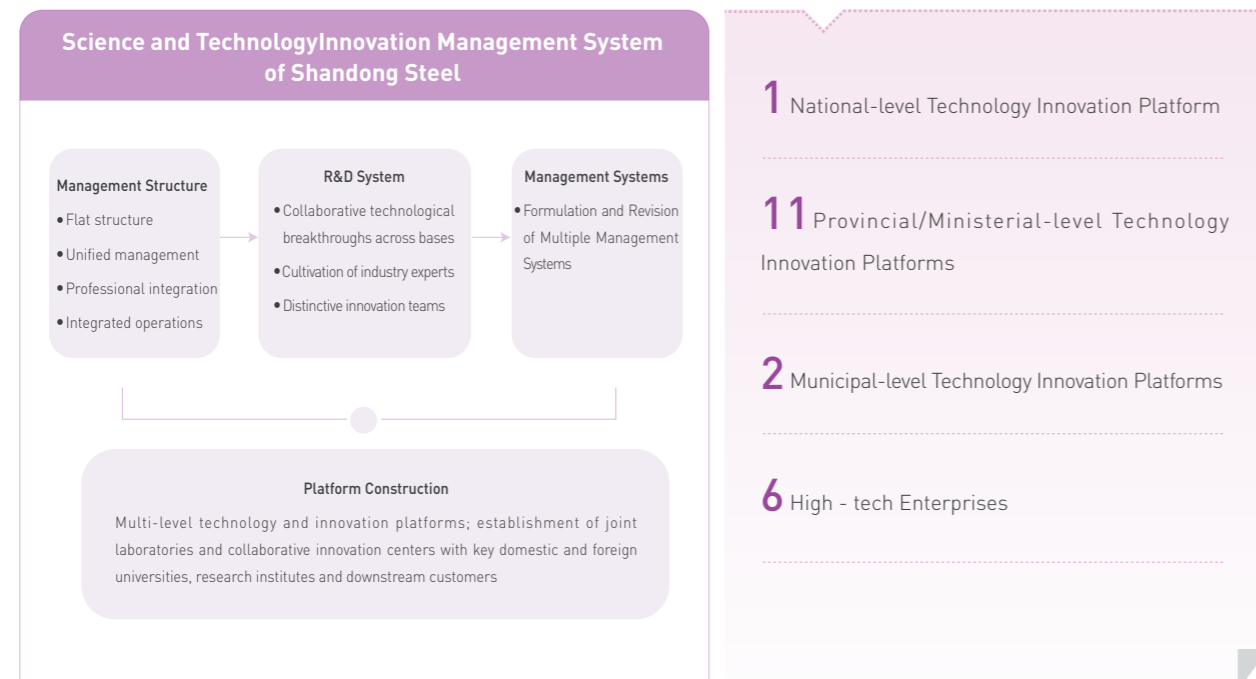 Science and TechnologyInnovation Management System
of Shandong Steel
Management Structure
•Flat structure
•Unified management
•Professional integration
•Integrated operations
R&D System
•Collaborative technological
breakthroughs across bases
•Cultivation of industry experts
•Distinctive innovation teams
Management Systems
•Formulation and Revision
of Multiple Management
Systems
Platform Construction
Multi-level technology and innovation platforms; establishment of joint
laboratories and collaborative innovation centers with key domestic and foreign
universities, research institutes and downstream customers
1 National-level Technology Innovation Platform
11 Provincial/Ministerial-level Technology
Innovation Platforms
2 Municipal-level Technology Innovation Platforms
6 High - tech Enterprises